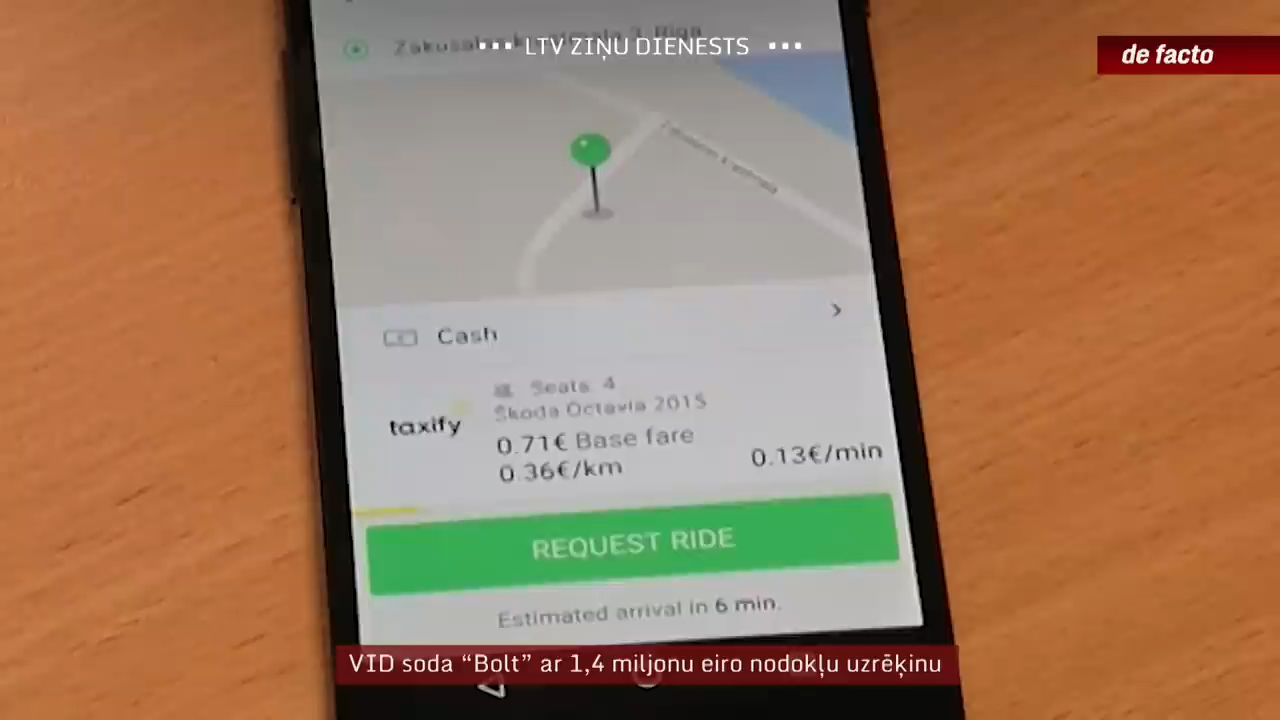 LTV ZIŅU DIENESTS
de facto
Cash
taxify
Seats: 4
Škoda Octavia 2015
0.71€ Base fare
0.36€/km
0.13€/min
REQUEST RIDE
Estimated arrival in 6 min.
VID soda “Bolt” ar 1,4 miljonu eiro nodokļu uzrēķinu